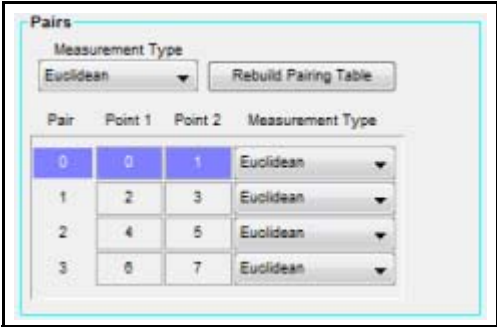 Pairs
Measurement Type
Euclidean Rebuild Pairing Table
Pair Point 1 Point 2 Measurement Type
0 0 1 Euclidean
1 2 3 Euclidean
2 4 5 Euclidean
3 6 7 Euclidean